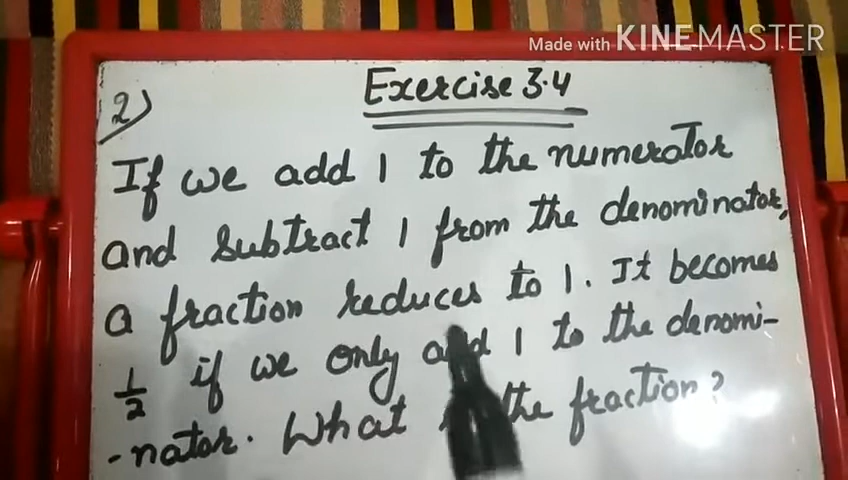 Made with KINEMASTER
Exercise 3.4
2)
If we add 1 to the numerator
and subtract 1 from the denominator,
a fraction reduces to 1. It becomes
1/2 if we only add 1 to the denomi-
-nator. What the fraction?